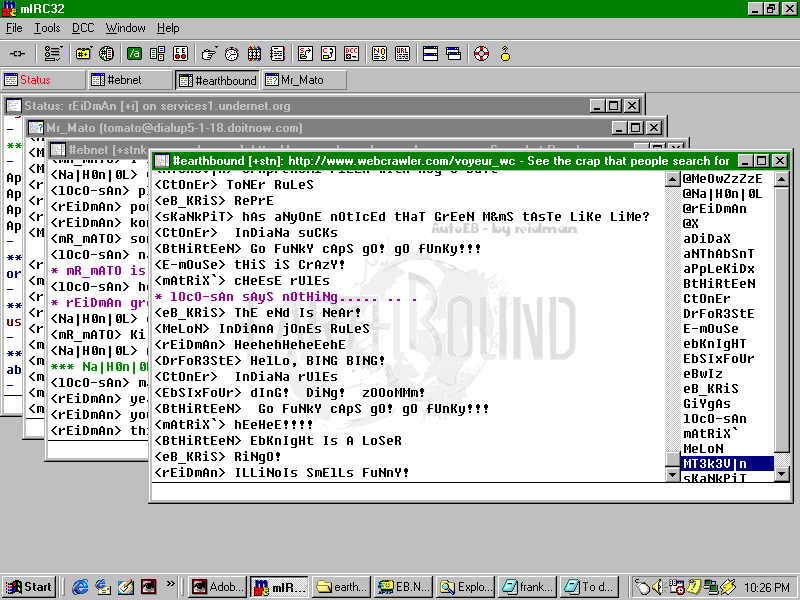 mIRC32
File Tools DCC Window Help
Status #ebnet #earthbound Mr_Mato
Status: rEiDmAn [+i] on services1.undernet.org
Mr_Mato (tomato@dialup5-1-18.doitnow.com)
#ebnet [+stnk
#earthbound [+stn]: http://www.webcrawler.com/voyeur_wc - See the crap that people search for
<CtOnEr> ToNEr RuLeS
<eB_KRiS> RePrE
<sKaNkPiT> hAs aNyOnE nOtIcEd tHaT GrEeN M&mS tAsTe LiKe LiMe?
<CtOnEr>  InDiaNa suCKs
<BtHiRtEeN> Go FuNkY cApS gO! gO fUnKy!!!
<E-mOuSe> tHiS iS CrAzY!
<mAtRiX`> cHeEsE rUlEs
* lOcO-sAn sAyS nOtHiNg..... .. .
<eB_KRiS> ThE eNd Is NeAr!
<MeLoN> InDiAnA jOnEs RuLeS
<rEiDmAn> HeehehHeheEehE
<DrFoR3StE> HelLo, BING BING!
<CtOnEr>  InDiaNa rUlEs
<EbSIxFoUr> dInG!  DiNg!  zOOoMMm!
<BtHiRtEeN>  Go FuNkY cApS gO! gO fUnKy!!!
<mAtRiX`> hEeHeE!!!!
<BtHiRtEeN> EbKnIgHt Is A LoSeR
<eB_KRiS> RiNgO!
<rEiDmAn> ILLiNoIs SmElLs FuNnY!
AutoEB - by reidman
EARTHBOUND
@MeOwZzZzE
@Na|H0n|0L
@rEiDmAn
@X
aDiDaX
aNThAbSnT
aPpLeKiDx
BtHiRtEeN
CtOnEr
DrFoR3StE
E-mOuSe
ebKnIgHT
EbSIxFoUr
eBwIz
eB_KRiS
GiYgAs
lOcO-sAn
mAtRiX`
MeLoN
MT3k3V|n
sKaNkPiT
<Na|H0n|0L>
<lOcO-sAn>
<rEiDmAn>
<rEiDmAn>
<mR_mATO>
<lOcO-sAn>
* mR_mATO is
<lOcO-sAn>
* rEiDmAn
<Na|H0n|0L>
<mR_mATO> Ki
<Na|H0n|0L>
*** Na|H0n|0L
<lOcO-sAn>
<rEiDmAn>
<rEiDmAn>
<rEiDmAn>
Start Adob... mIR... earth... EB.N... Explo... frank... To d... 10:26 PM